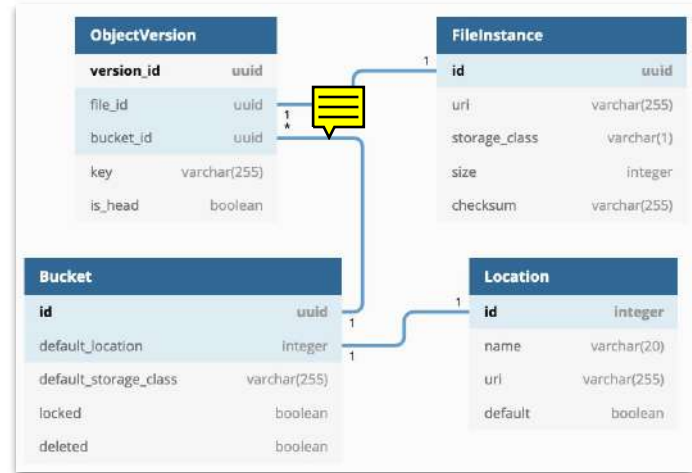 ObjectVersion
version_id uuid
file_id uuid
bucket_id uuid
key varchar(255)
is_head boolean
1
*
FileInstance
1
id uuid
uri varchar(255)
storage_class varchar(1)
size integer
checksum varchar(255)
Bucket
id uuid
1
default_location integer
1
default_storage_class varchar(255)
locked boolean
deleted boolean
Location
1
id integer
name varchar(20)
uri varchar(255)
default boolean